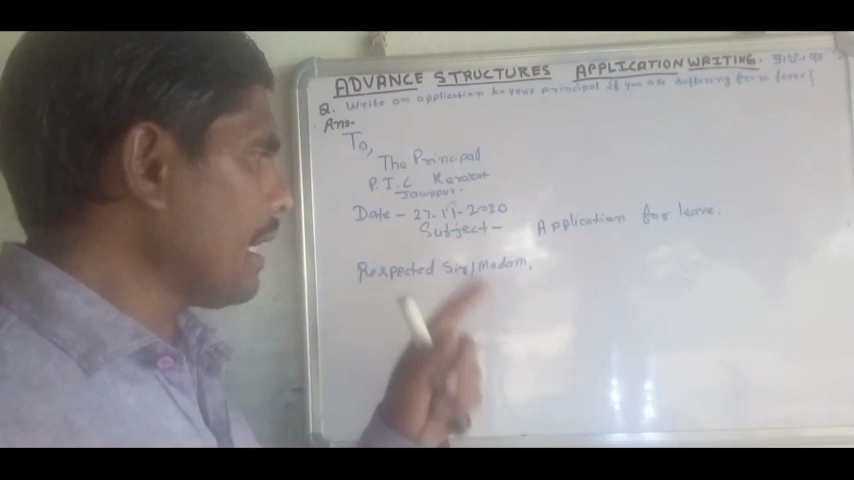 ADVANCE STRUCTURES APPLICATION WRITING.
Q. Write an application to your principal if you are suffering from fever
Ans-
To,
The Principal
P.I.C Kerakat
Jaunpur.
Date - 27-11-2020
Subject - Application for leave.
Respected Sir/Madam,